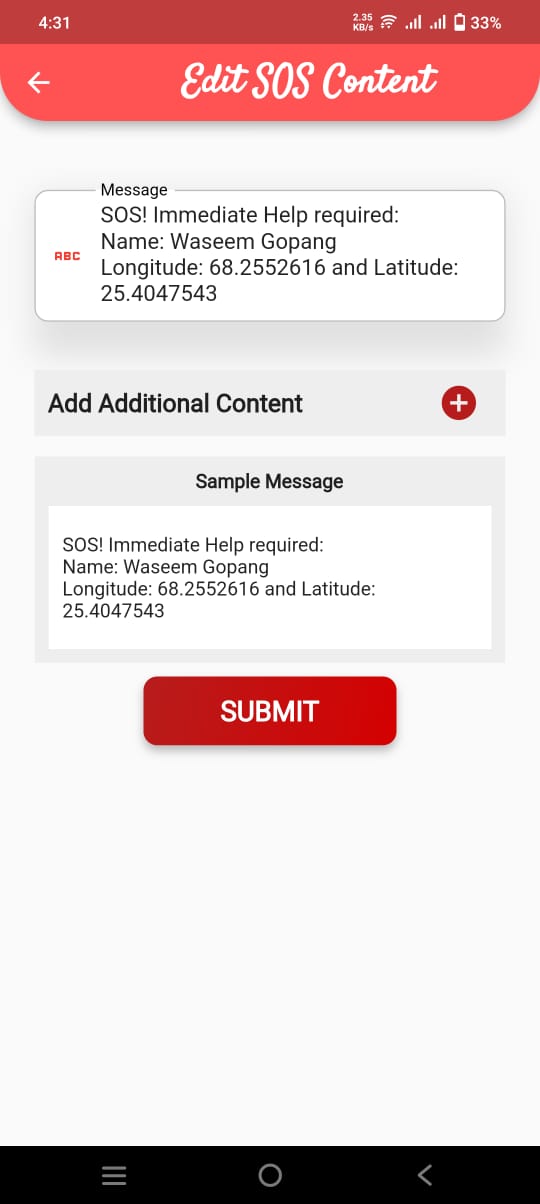 4:31
2.35
KB/s
33%
Edit SOS Content
Message
ABC
SOS! Immediate Help required:
Name: Waseem Gopang
Longitude: 68.2552616 and Latitude:
25.4047543
Add Additional Content
Sample Message
SOS! Immediate Help required:
Name: Waseem Gopang
Longitude: 68.2552616 and Latitude:
25.4047543
SUBMIT